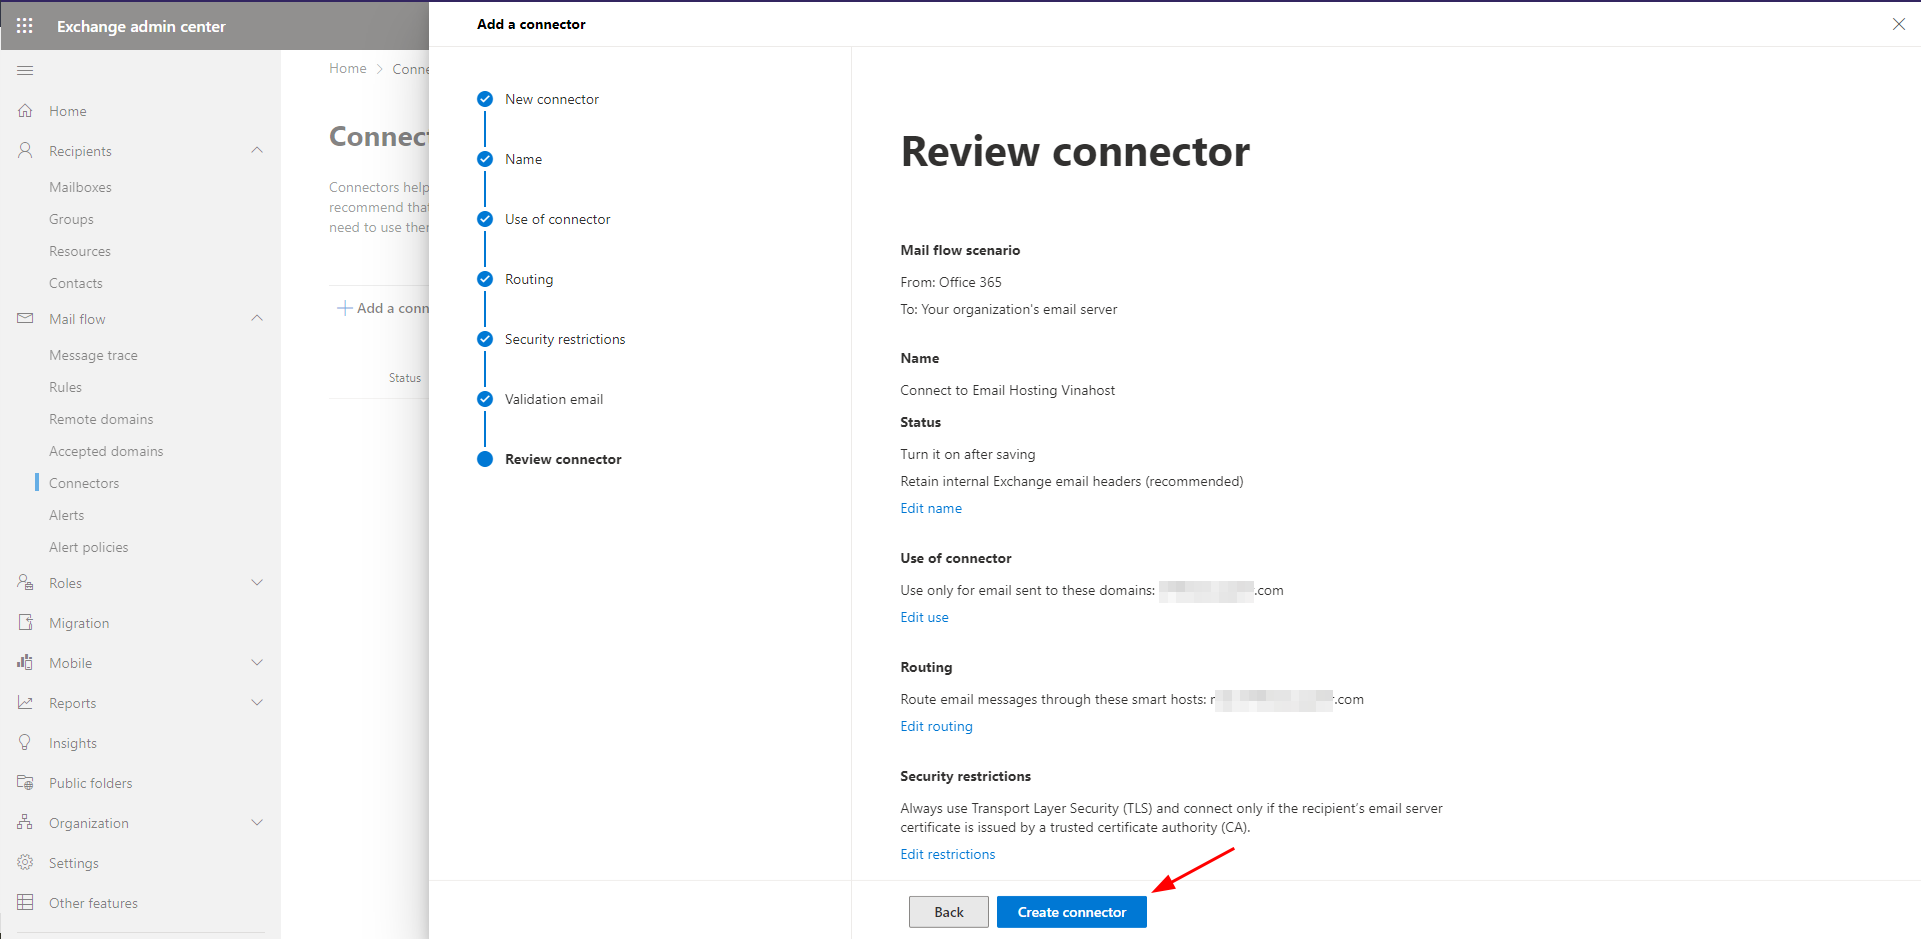 Exchange admin center
Home
Recipients
Mailboxes
Groups
Resources
Contacts
Mail flow
Message trace
Rules
Remote domains
Accepted domains
Connectors
Alerts
Alert policies
Roles
Migration
Mobile
Reports
Insights
Public folders
Organization
Settings
Other features
Home > Conne
Connect
Connectors help
recommend that
need to use ther
Add a conn
Status
Add a connector
New connector
Name
Use of connector
Routing
Security restrictions
Validation email
Review connector
Review connector
Mail flow scenario
From: Office 365
To: Your organization's email server
Name
Connect to Email Hosting Vinahost
Status
Turn it on after saving
Retain internal Exchange email headers (recommended)
Edit name
Use of connector
Use only for email sent to these domains: .com
Edit use
Routing
Route email messages through these smart hosts: .com
Edit routing
Security restrictions
Always use Transport Layer Security (TLS) and connect only if the recipient's email server
certificate is issued by a trusted certificate authority (CA).
Edit restrictions
Back
Create connector